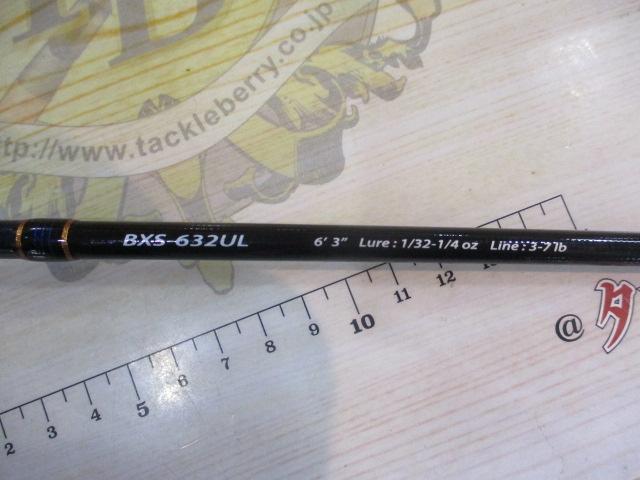 http://www.tackleberry.co.jp
BXS-632UL 6' 3" Lure : 1/32-1/4 oz Line : 3-7 lb
2 3 4 5 6 7 8 9 10 11 12
@ タ